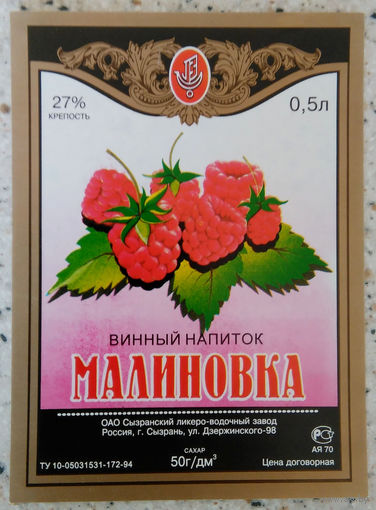 27%
КРЕПОСТЬ
0,5л
ВИННЫЙ НАПИТОК
МАЛИНОВКА
ОАО Сызранский ликеро-водочный завод
Россия, г. Сызрань, ул. Дзержинского-98
АЯ 70
САХАР
ТУ 10-05031531-172-94
50г/дм³
Цена договорная